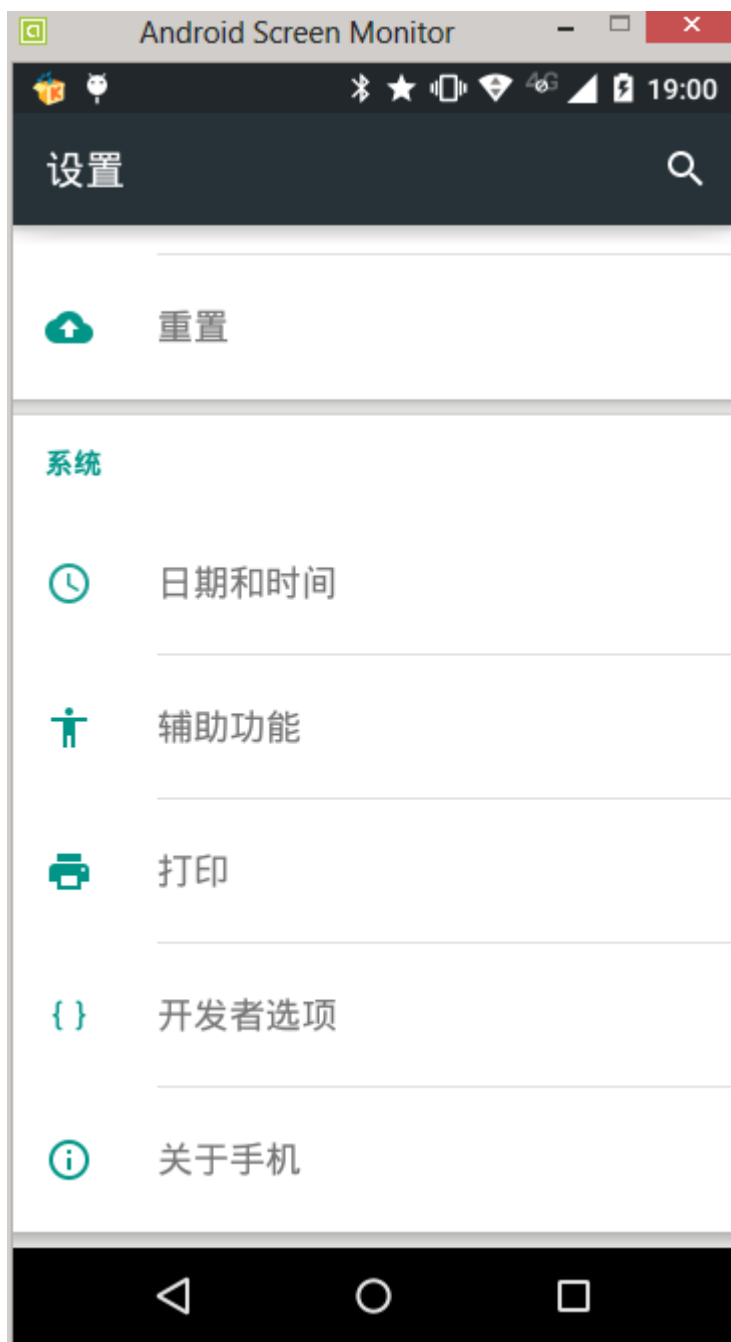 Android Screen Monitor
4G 19:00
设置
重置
系统
日期和时间
辅助功能
打印
{ } 开发者选项
关于手机